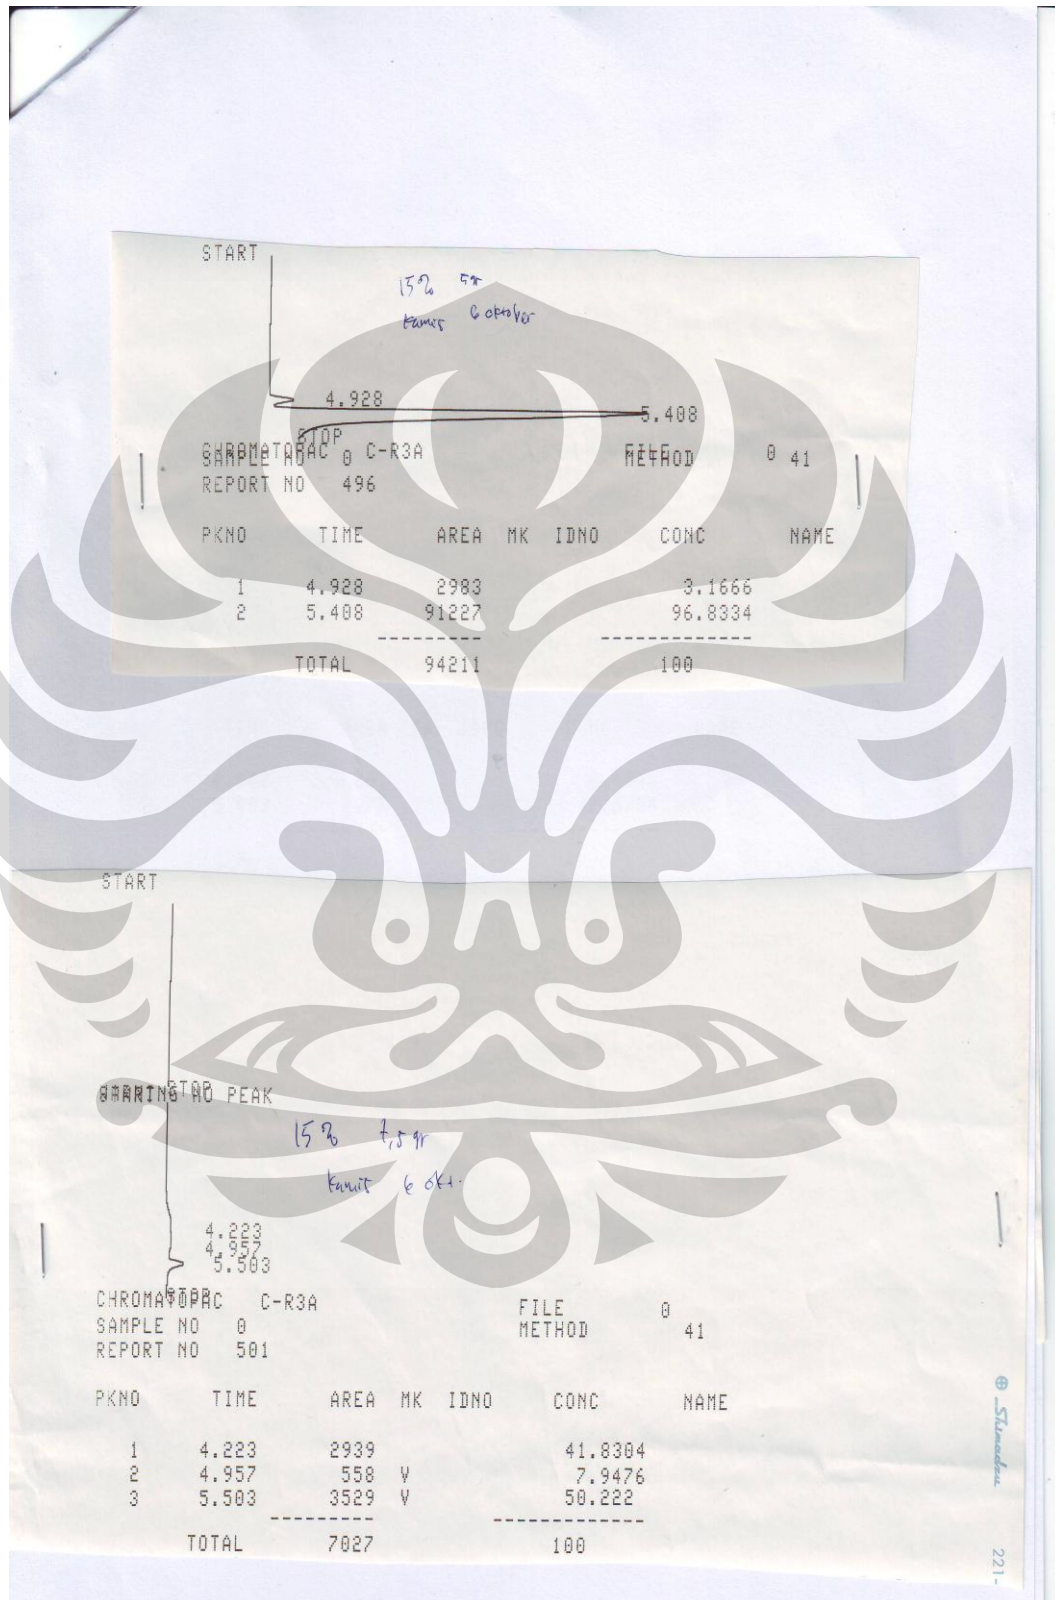 START
15% 5gr
Kamis 6 oktober
4.928
5.408
STOP
CHROMATOPAC C-R3A FILE 0
SAMPLE NO 0 METHOD 41
REPORT NO 496
PKNO TIME AREA MK IDNO CONC NAME
1 4.928 2983 3.1666
2 5.408 91227 96.8334
TOTAL 94211 100
START
STOP
WARNING NO PEAK
15% 7,5 gr
Kamis 6 okt.
4.223
4.957
5.503
STOP
CHROMATOPAC C-R3A FILE 0
SAMPLE NO 0 METHOD 41
REPORT NO 501
PKNO TIME AREA MK IDNO CONC NAME
1 4.223 2939 41.8304
2 4.957 558 V 7.9476
3 5.503 3529 V 50.222
TOTAL 7027 100
Shimadzu 221-